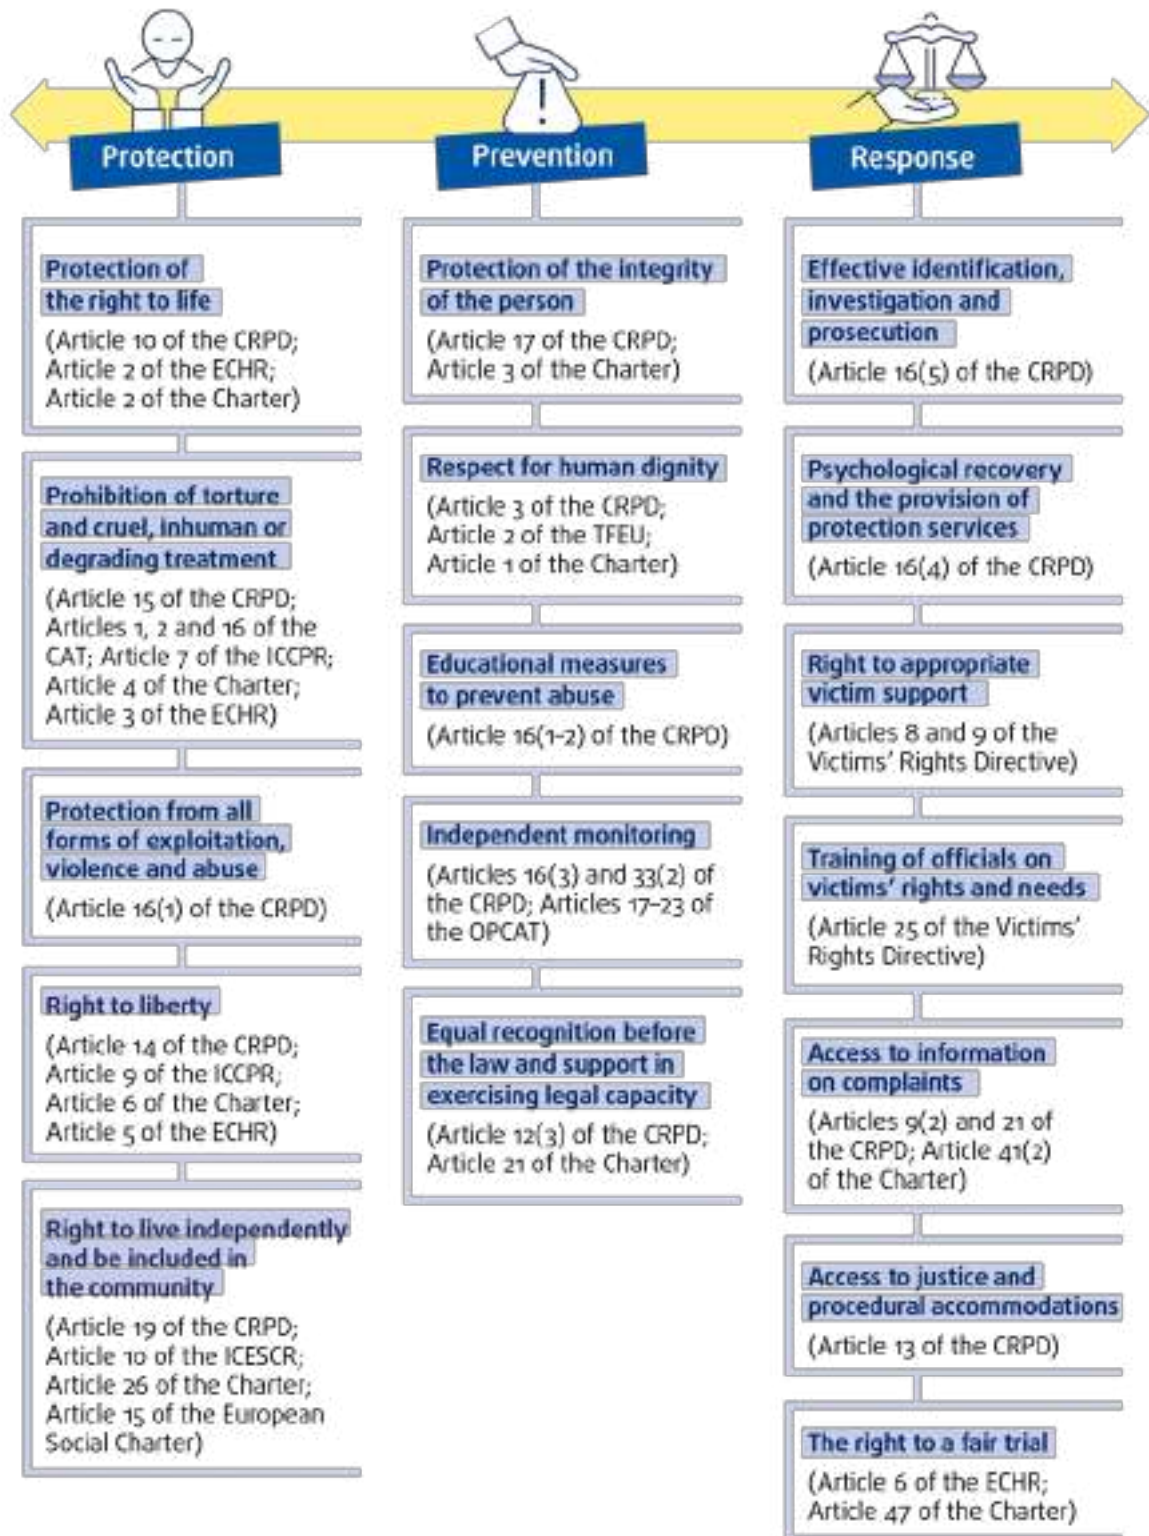 Protection
Prevention
Response
Protection of
the right to life
(Article 10 of the CRPD;
Article 2 of the ECHR;
Article 2 of the Charter)
Prohibition of torture
and cruel, inhuman or
degrading treatment
(Article 15 of the CRPD;
Articles 1, 2 and 16 of the
CAT; Article 7 of the ICCPR;
Article 4 of the Charter;
Article 3 of the ECHR)
Protection from all
forms of exploitation,
violence and abuse
(Article 16(1) of the CRPD)
Right to liberty
(Article 14 of the CRPD;
Article 9 of the ICCPR;
Article 6 of the Charter;
Article 5 of the ECHR)
Right to live independently
and be included in
the community
(Article 19 of the CRPD;
Article 10 of the ICESCR;
Article 26 of the Charter;
Article 15 of the European
Social Charter)
Protection of the integrity
of the person
(Article 17 of the CRPD;
Article 3 of the Charter)
Respect for human dignity
(Article 3 of the CRPD;
Article 2 of the TFEU;
Article 1 of the Charter)
Educational measures
to prevent abuse
(Article 16(1–2) of the CRPD)
Independent monitoring
(Articles 16(3) and 33(2) of
the CRPD; Articles 17–23 of
the OPCAT)
Equal recognition before
the law and support in
exercising legal capacity
(Article 12(3) of the CRPD;
Article 21 of the Charter)
Effective identification,
investigation and
prosecution
(Article 16(5) of the CRPD)
Psychological recovery
and the provision of
protection services
(Article 16(4) of the CRPD)
Right to appropriate
victim support
(Articles 8 and 9 of the
Victims' Rights Directive)
Training of officials on
victims' rights and needs
(Article 25 of the Victims'
Rights Directive)
Access to information
on complaints
(Articles 9(2) and 21 of
the CRPD; Article 41(2)
of the Charter)
Access to justice and
procedural accommodations
(Article 13 of the CRPD)
The right to a fair trial
(Article 6 of the ECHR;
Article 47 of the Charter)